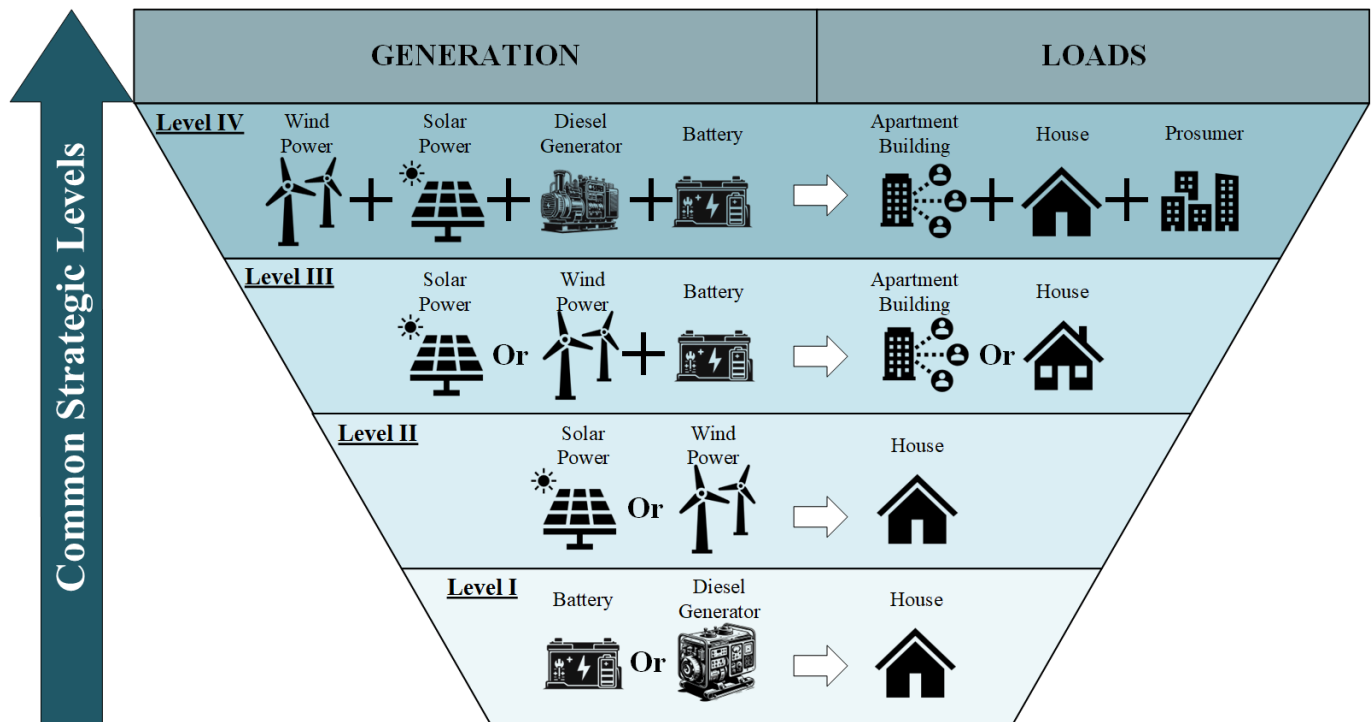 Common Strategic Levels
GENERATION
LOADS
Level IV
Wind
Power
Solar
Power
Diesel
Generator
Battery
Apartment
Building
House
Prosumer
Level III
Solar
Power
Or
Wind
Power
Battery
Apartment
Building
Or
House
Level II
Solar
Power
Or
Wind
Power
House
Level I
Battery
Or
Diesel
Generator
House